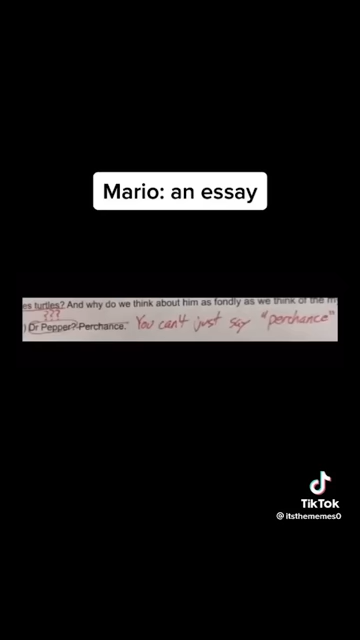 Mario: an essay
es turtles? And why do we think about him as fondly as we think of the m
???
) Dr Pepper? Perchance. You can't just say "perchance"
TikTok
@itsthememes0